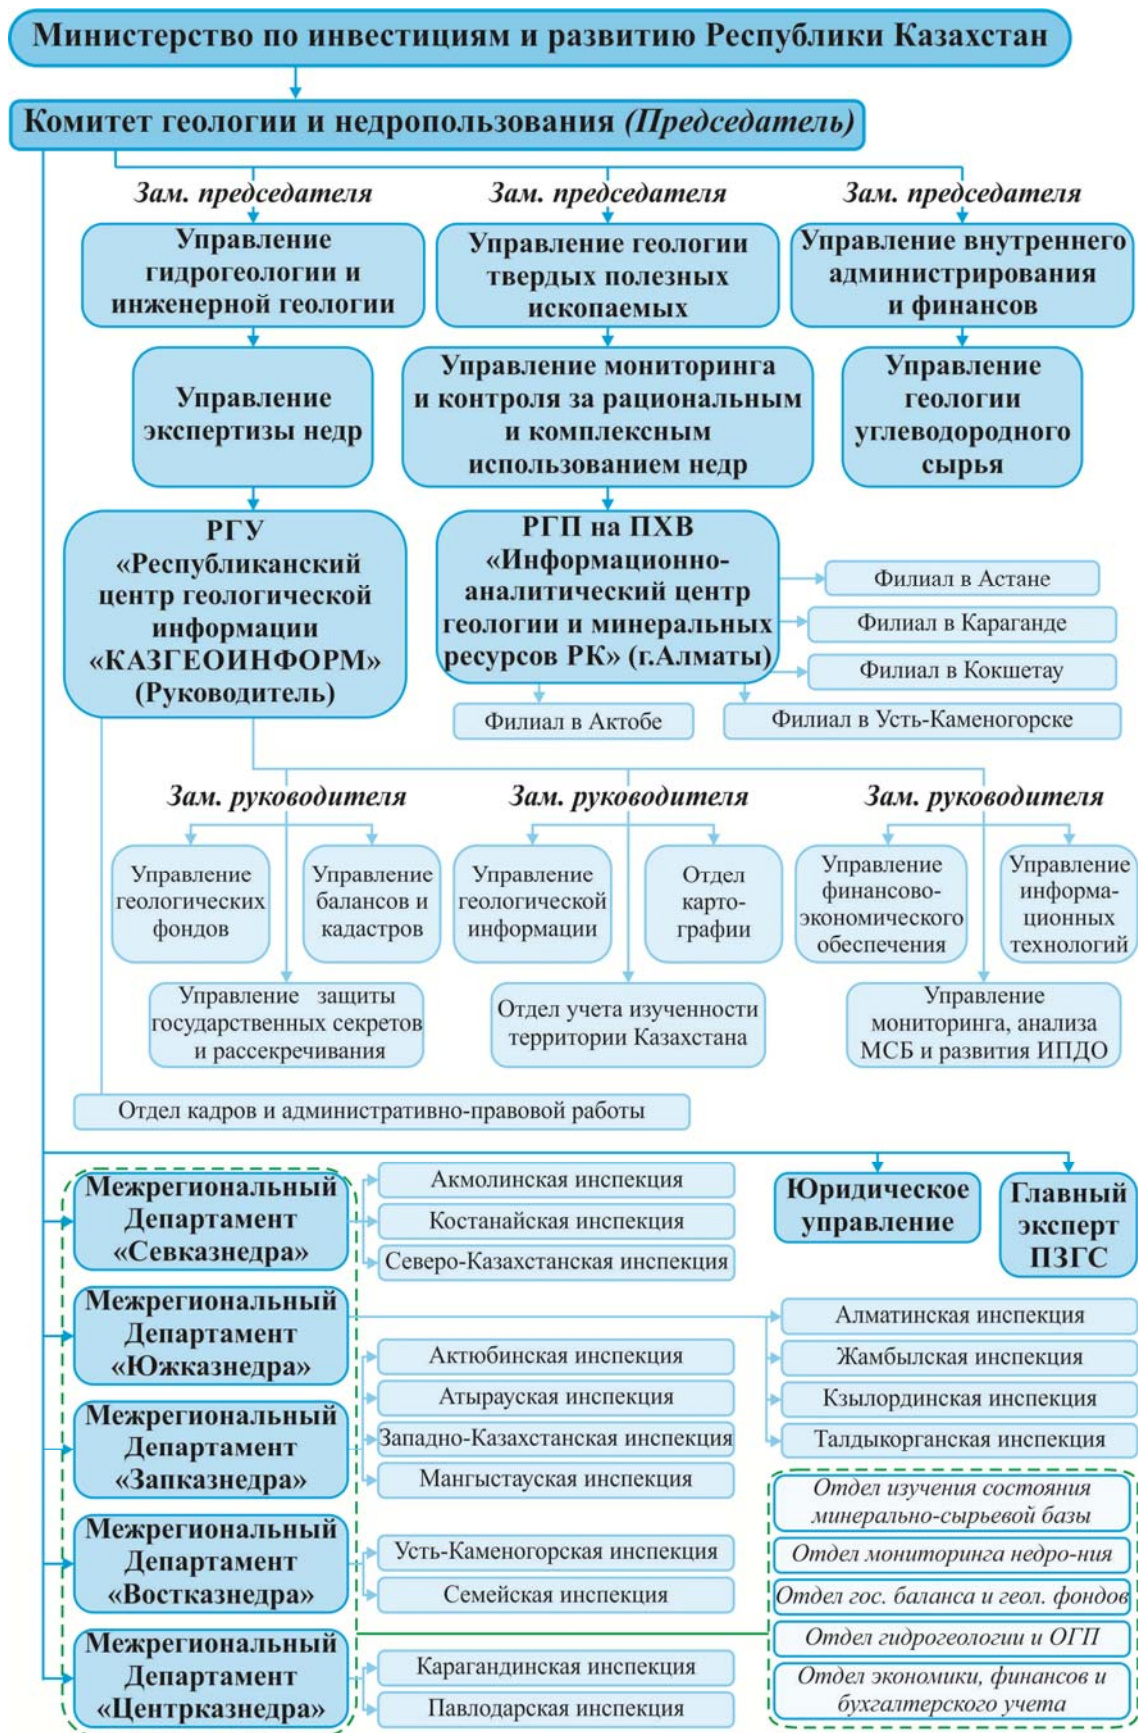 Министерство по инвестициям и развитию Республики Казахстан
Комитет геологии и недропользования (Председатель)
Зам. председателя
Зам. председателя
Зам. председателя
Управление
гидрогеологии и
инженерной геологии
Управление геологии
твердых полезных
ископаемых
Управление внутреннего
администрирования
и финансов
Управление
экспертизы недр
Управление мониторинга
и контроля за рациональным
и комплексным
использованием недр
Управление
геологии
углеводородного
сырья
РГУ
«Республиканский
центр геологической
информации
«КАЗГЕОИНФОРМ»
(Руководитель)
РГП на ПХВ
«Информационно-
аналитический центр
геологии и минеральных
ресурсов РК» (г.Алматы)
Филиал в Астане
Филиал в Караганде
Филиал в Кокшетау
Филиал в Актобе
Филиал в Усть-Каменогорске
Зам. руководителя
Зам. руководителя
Зам. руководителя
Управление
геологических
фондов
Управление
балансов и
кадастров
Управление
геологической
информации
Отдел
карто-
графии
Управление
финансово-
экономического
обеспечения
Управление
информа-
ционных
технологий
Управление защиты
государственных секретов
и рассекречивания
Отдел учета изученности
территории Казахстана
Управление
мониторинга, анализа
МСБ и развития ИПДО
Отдел кадров и административно-правовой работы
Межрегиональный
Департамент
«Севказнедра»
Акмолинская инспекция
Костанайская инспекция
Северо-Казахстанская инспекция
Юридическое
управление
Главный
эксперт
ПЗГС
Межрегиональный
Департамент
«Южказнедра»
Алматинская инспекция
Жамбылская инспекция
Кзылординская инспекция
Талдыкорганская инспекция
Межрегиональный
Департамент
«Запказнедра»
Актюбинская инспекция
Атырауская инспекция
Западно-Казахстанская инспекция
Мангыстауская инспекция
Межрегиональный
Департамент
«Востказнедра»
Усть-Каменогорская инспекция
Семейская инспекция
Межрегиональный
Департамент
«Центрказнедра»
Карагандинская инспекция
Павлодарская инспекция
Отдел изучения состояния
минерально-сырьевой базы
Отдел мониторинга недро-ния
Отдел гос. баланса и геол. фондов
Отдел гидрогеологии и ОГП
Отдел экономики, финансов и
бухгалтерского учета